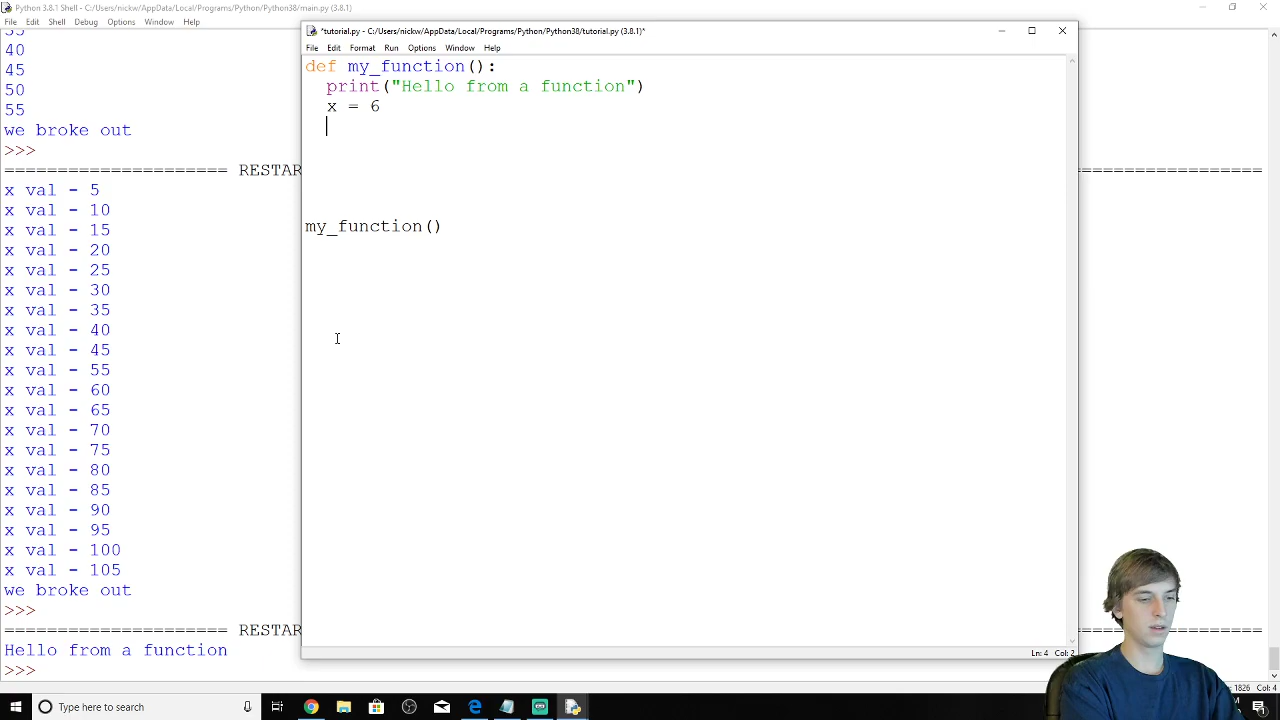 Python 3.8.1 Shell - C:/Users/nickw/AppData/Local/Programs/Python/Python38/main.py (3.8.1)
File Edit Shell Debug Options Window Help
40
45
50
55
we broke out
>>>
===================== RESTAR
x val - 5
x val - 10
x val - 15
x val - 20
x val - 25
x val - 30
x val - 35
x val - 40
x val - 45
x val - 55
x val - 60
x val - 65
x val - 70
x val - 75
x val - 80
x val - 85
x val - 90
x val - 95
x val - 100
x val - 105
we broke out
>>>
===================== RESTAR
Hello from a function
>>>
*tutorial.py - C:/Users/nickw/AppData/Local/Programs/Python/Python38/tutorial.py (3.8.1)*
File Edit Format Run Options Window Help
def my_function():
print("Hello from a function")
x = 6
my_function()
Ln: 4 Col: 2
1826 Col: 4
Type here to search